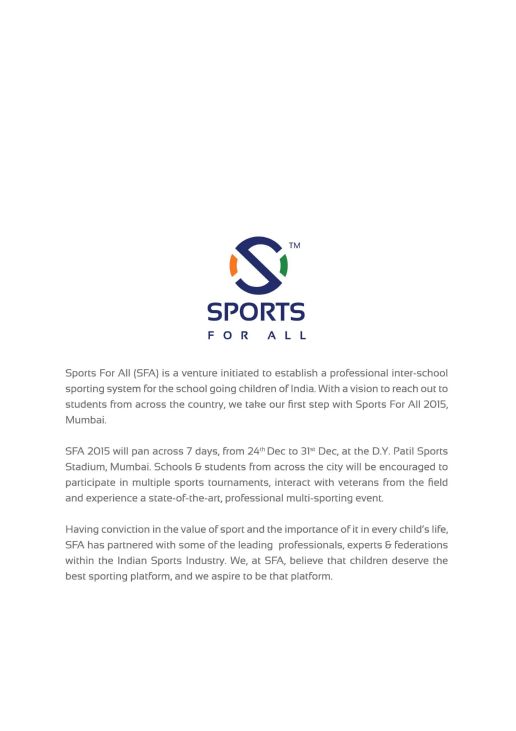 TM
SPORTS
FOR ALL
Sports For All (SFA) is a venture initiated to establish a professional inter-school
sporting system for the school going children of India. With a vision to reach out to
students from across the country, we take our first step with Sports For All 2015,
Mumbai.
SFA 2015 will pan across 7 days, from 24th Dec to 31st Dec, at the D.Y. Patil Sports
Stadium, Mumbai. Schools & students from across the city will be encouraged to
participate in multiple sports tournaments, interact with veterans from the field
and experience a state-of-the-art, professional multi-sporting event.
Having conviction in the value of sport and the importance of it in every child's life,
SFA has partnered with some of the leading professionals, experts & federations
within the Indian Sports Industry. We, at SFA, believe that children deserve the
best sporting platform, and we aspire to be that platform.